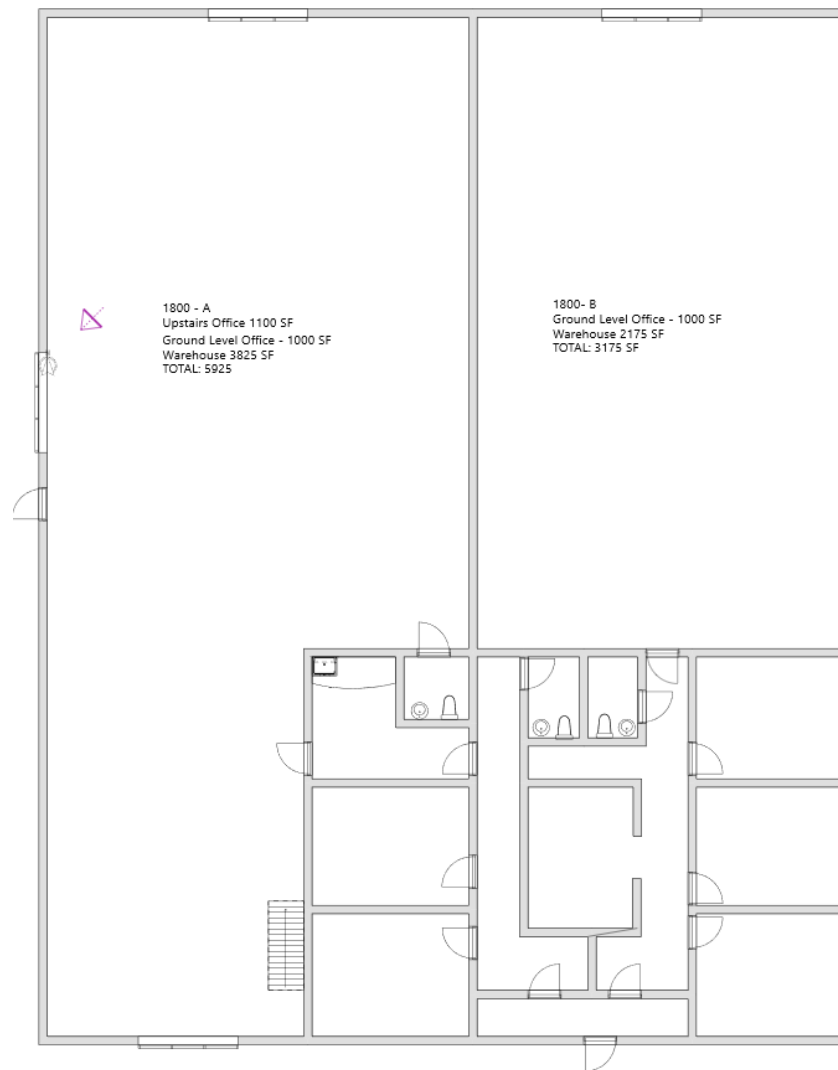 1800 - A
Upstairs Office 1100 SF
Ground Level Office - 1000 SF
Warehouse 3825 SF
TOTAL: 5925
1800- B
Ground Level Office - 1000 SF
Warehouse 2175 SF
TOTAL: 3175 SF